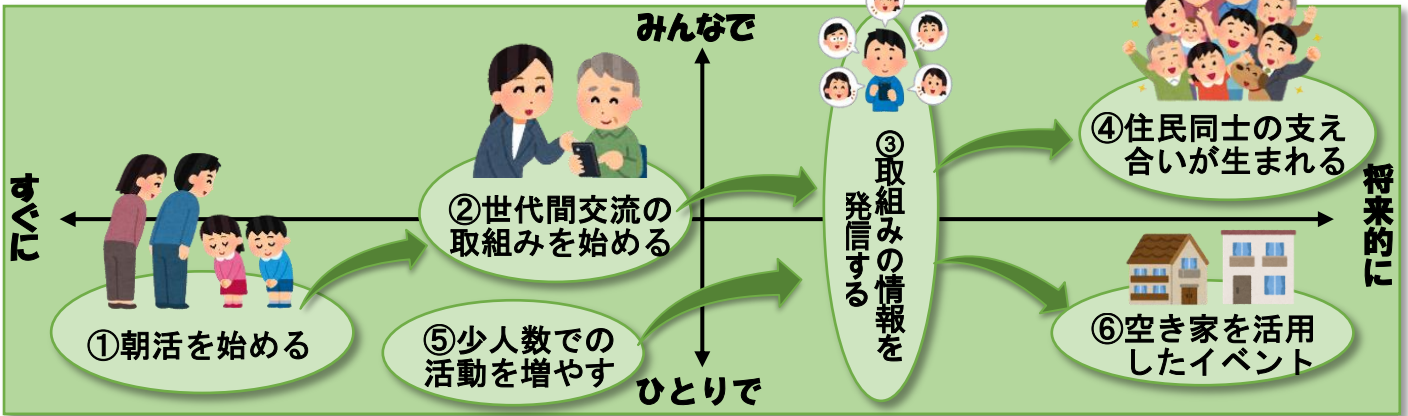 みんなで
すぐに
将来的に
ひとりで
①朝活を始める
②世代間交流の
取組みを始める
③取組みの情報を
発信する
④住民同士の支え
合いが生まれる
⑤少人数での
活動を増やす
⑥空き家を活用
したイベント